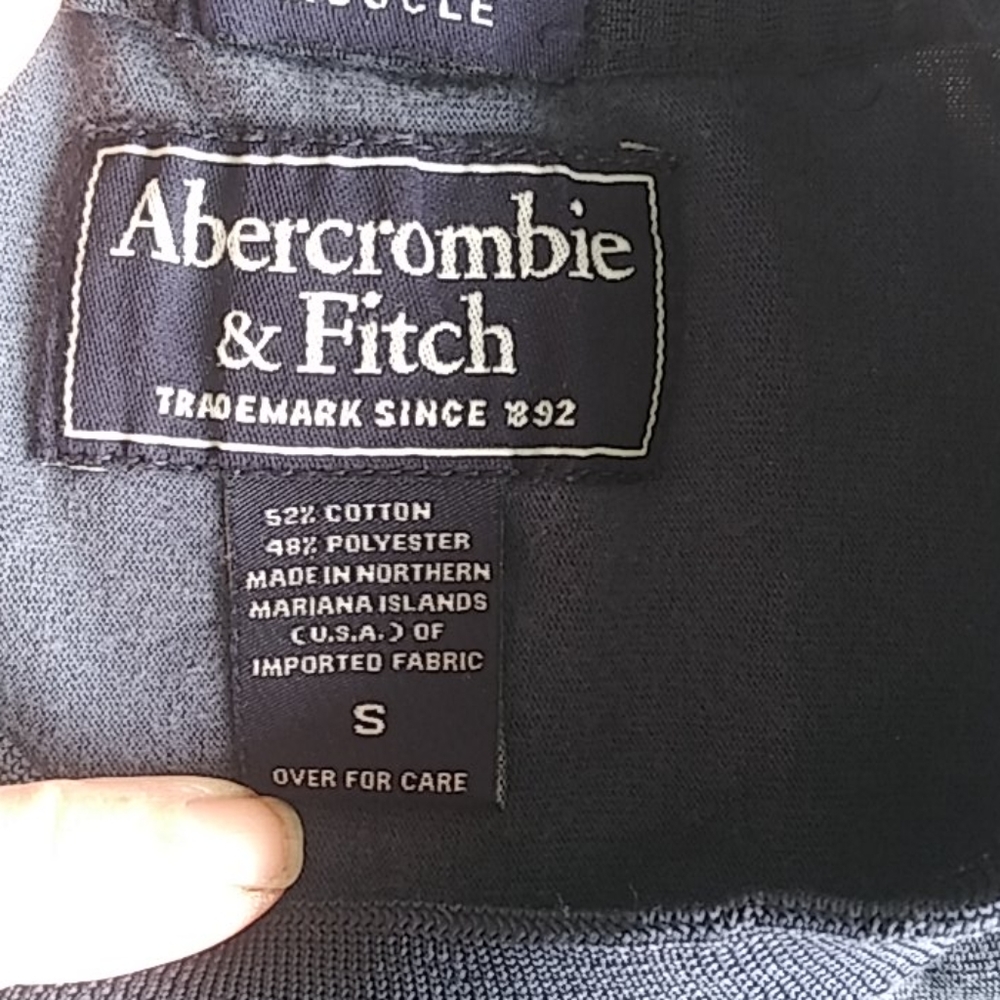 Abercrombie
& Fitch
TRADEMARK SINCE 1892
52% COTTON
48% POLYESTER
MADE IN NORTHERN
MARIANA ISLANDS
(U.S.A.) OF
IMPORTED FABRIC
S
OVER FOR CARE